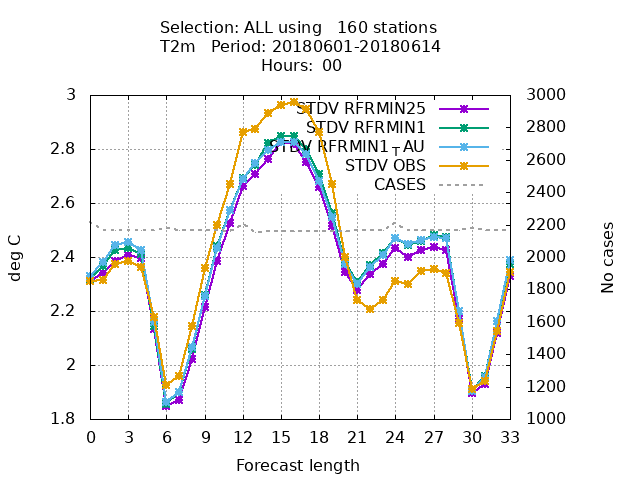 Selection: ALL using 160 stations
T2m Period: 20180601-20180614
Hours: 00
3 3000
STDV RFRMIN25
2800
STDV RFRMIN1
2.8 STDV RFRMIN1┬AU
2600
STDV OBS
CASES
2400
2.6
2200
2.4 2000
1800
2.2
1600
1400
2
1200
1.8 1000
deg C
No cases
0 3 6 9 12 15 18 21 24 27 30 33
Forecast length